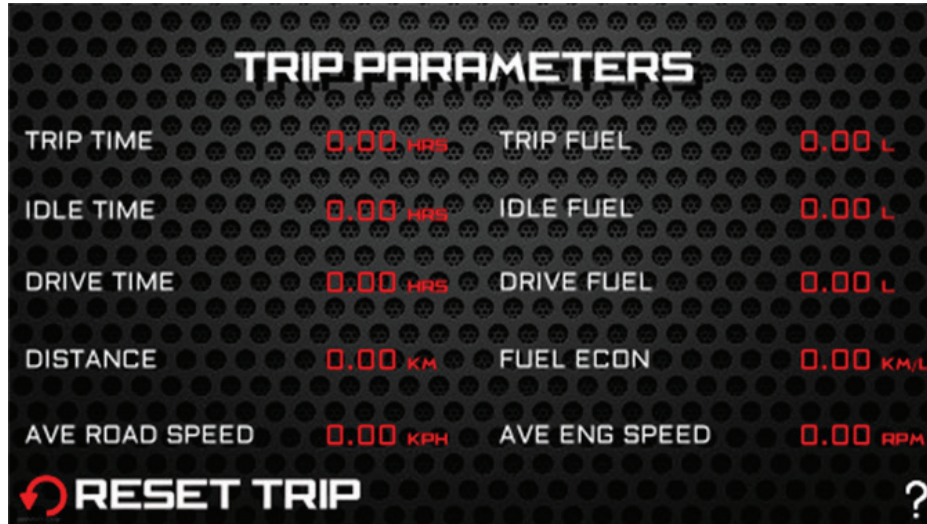 TRIP PARAMETERS
TRIP TIME 0.00 HRS TRIP FUEL 0.00 L
IDLE TIME 0.00 HRS IDLE FUEL 0.00 L
DRIVE TIME 0.00 HRS DRIVE FUEL 0.00 L
DISTANCE 0.00 KM FUEL ECON 0.00 KM/L
AVE ROAD SPEED 0.00 KPH AVE ENG SPEED 0.00 RPM
RESET TRIP ?